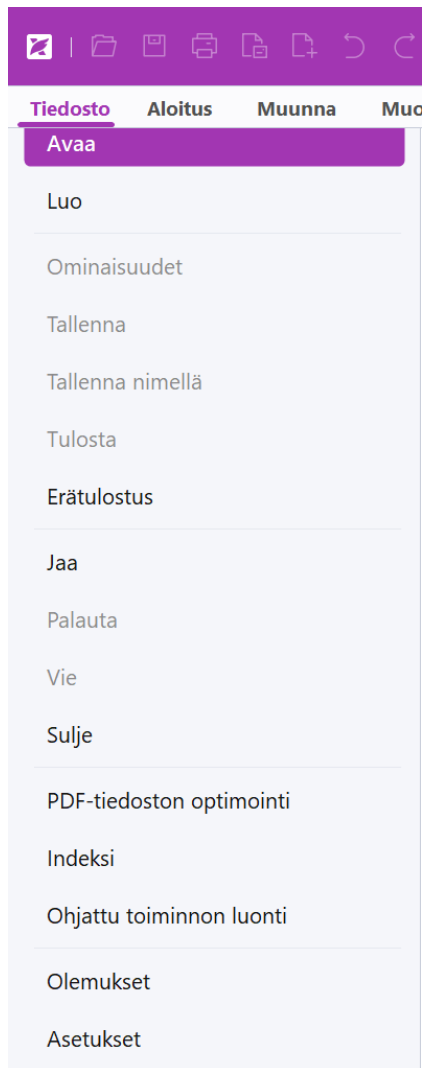 Tiedosto Aloitus Muunna Muo
Avaa
Luo
Ominaisuudet
Tallenna
Tallenna nimellä
Tulosta
Erätulostus
Jaa
Palauta
Vie
Sulje
PDF-tiedoston optimointi
Indeksi
Ohjattu toiminnon luonti
Olemukset
Asetukset